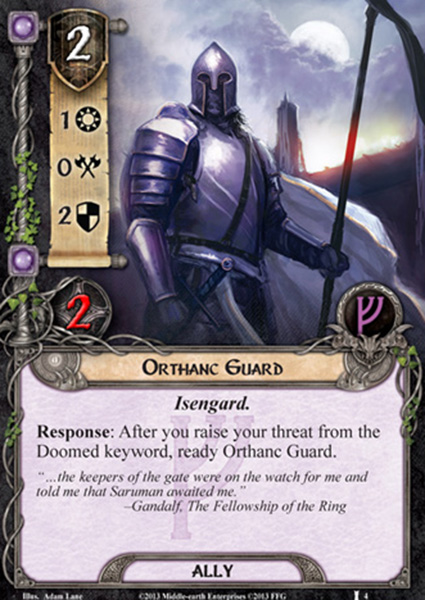 2
1
0
2
2
ORTHANC GUARD
Isengard.
Response: After you raise your threat from the
Doomed keyword, ready Orthanc Guard.
“...the keepers of the gate were on the watch for me and
told me that Saruman awaited me.”
–Gandalf, The Fellowship of the Ring
ALLY
Illus. Adam Lane ©2013 Middle-earth Enterprises ©2013 FFG 4